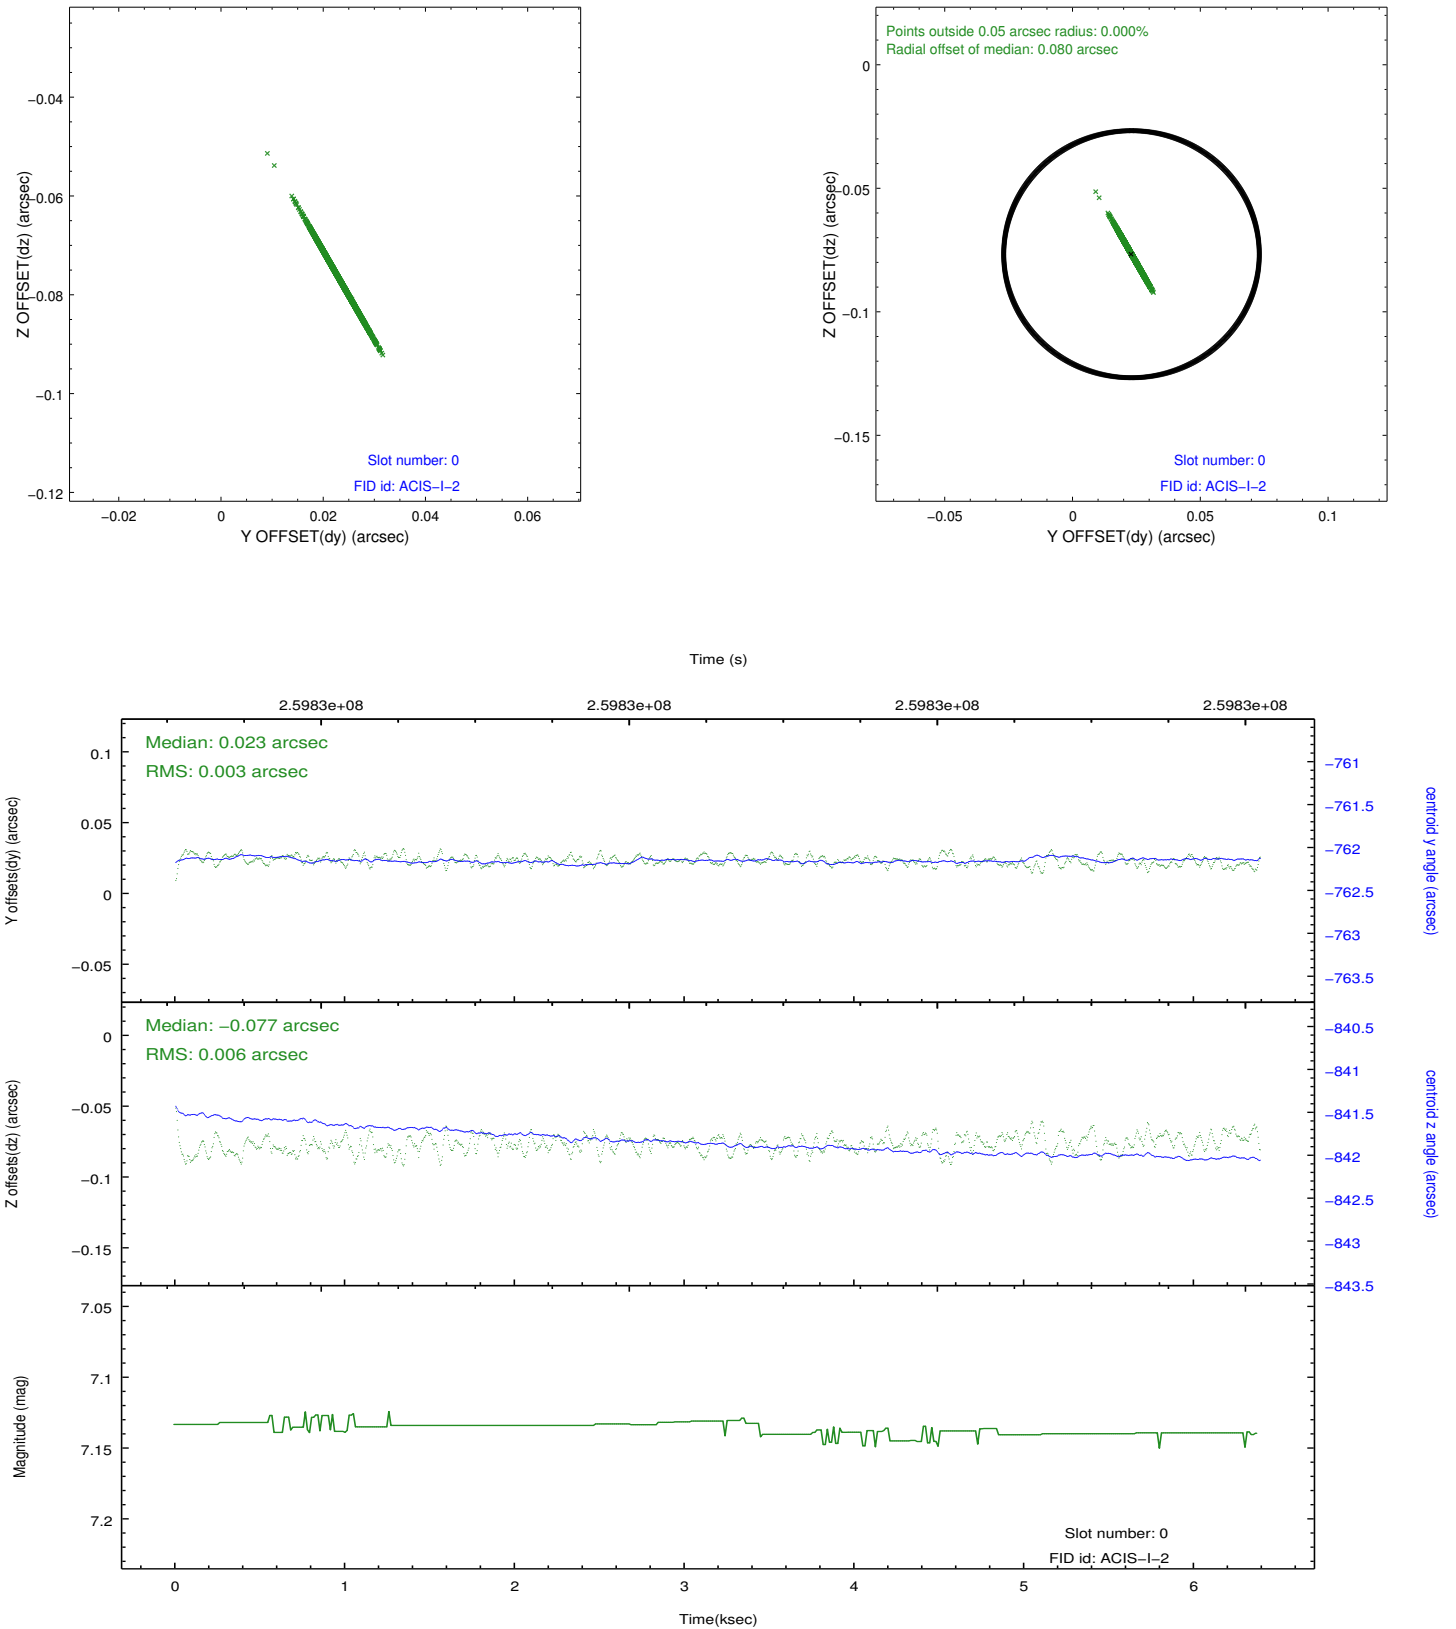 −0.04
−0.06
−0.08
−0.1
−0.12
Z OFFSET(dz) (arcsec)
Slot number: 0
FID id: ACIS−I−2
−0.02 0 0.02 0.04 0.06
Y OFFSET(dy) (arcsec)
Points outside 0.05 arcsec radius: 0.000%
Radial offset of median: 0.080 arcsec
0
−0.05
−0.1
−0.15
Z OFFSET(dz) (arcsec)
Slot number: 0
FID id: ACIS−I−2
−0.05 0 0.05 0.1
Y OFFSET(dy) (arcsec)
Time (s)
2.5983e+08 2.5983e+08 2.5983e+08 2.5983e+08
Median: 0.023 arcsec
RMS: 0.003 arcsec
0.1
0.05
0
−0.05
Y offsets(dy) (arcsec)
−761
−761.5
−762
−762.5
−763
−763.5
centroid y angle (arcsec)
Median: −0.077 arcsec
RMS: 0.006 arcsec
0
−0.05
−0.1
−0.15
Z offsets(dz) (arcsec)
−840.5
−841
−841.5
−842
−842.5
−843
−843.5
centroid z angle (arcsec)
7.05
7.1
7.15
7.2
Magnitude (mag)
Slot number: 0
FID id: ACIS−I−2
0 1 2 3 4 5 6
Time(ksec)